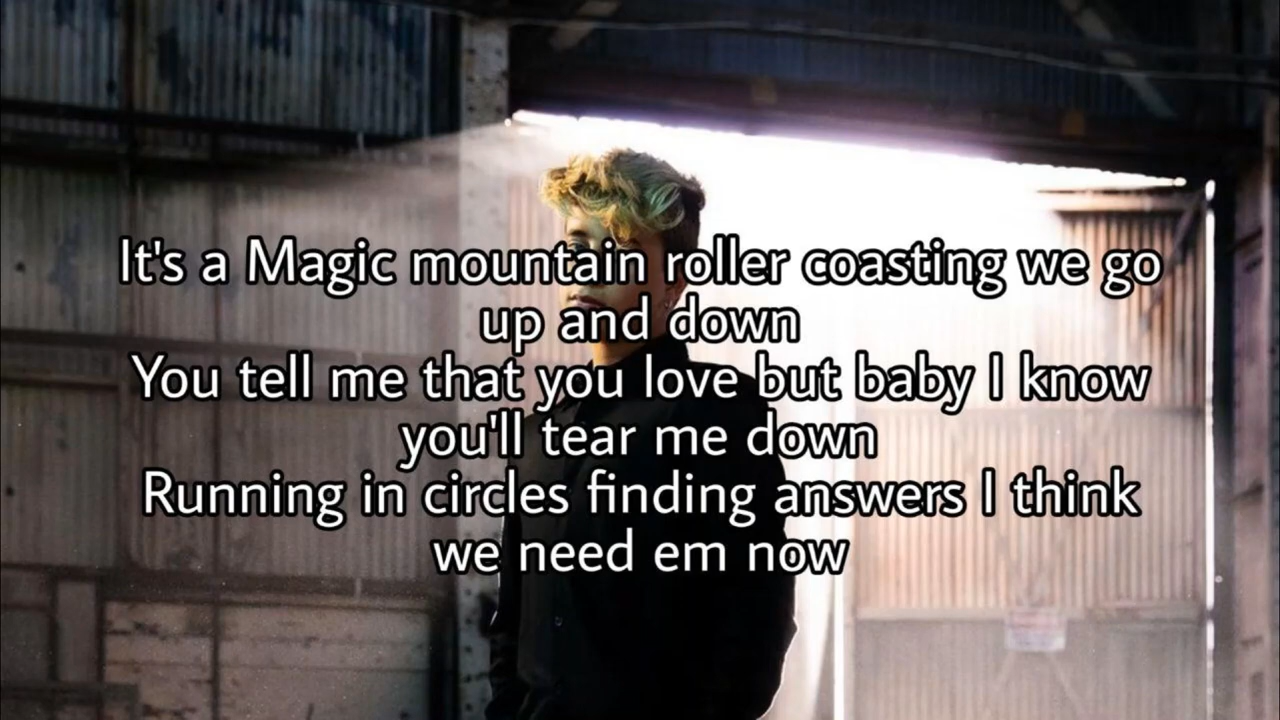 It's a Magic mountain roller coasting we go
up and down
You tell me that you love but baby I know
you'll tear me down
Running in circles finding answers I think
we need em now